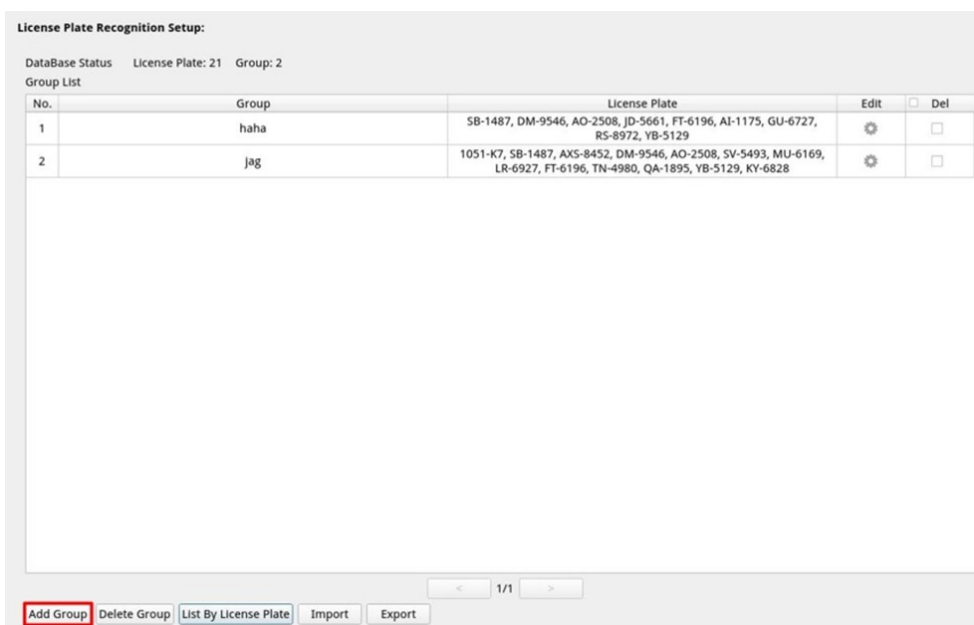 License Plate Recognition Setup:
DataBase Status License Plate: 21 Group: 2
Group List
No. Group License Plate Edit Del
1 haha SB-1487, DM-9546, AO-2508, JD-5661, FT-6196, AI-1175, GU-6727,
RS-8972, YB-5129
2 jag 1051-K7, SB-1487, AXS-8452, DM-9546, AO-2508, SV-5493, MU-6169,
LR-6927, FT-6196, TN-4980, QA-1895, YB-5129, KY-6828
< 1/1 >
Add Group Delete Group List By License Plate Import Export